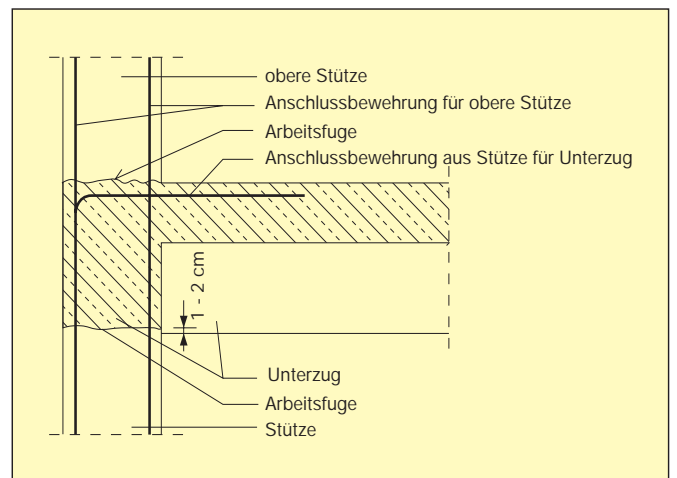 obere Stütze
Anschlussbewehrung für obere Stütze
Arbeitsfuge
Anschlussbewehrung aus Stütze für Unterzug
1 - 2 cm
Unterzug
Arbeitsfuge
Stütze